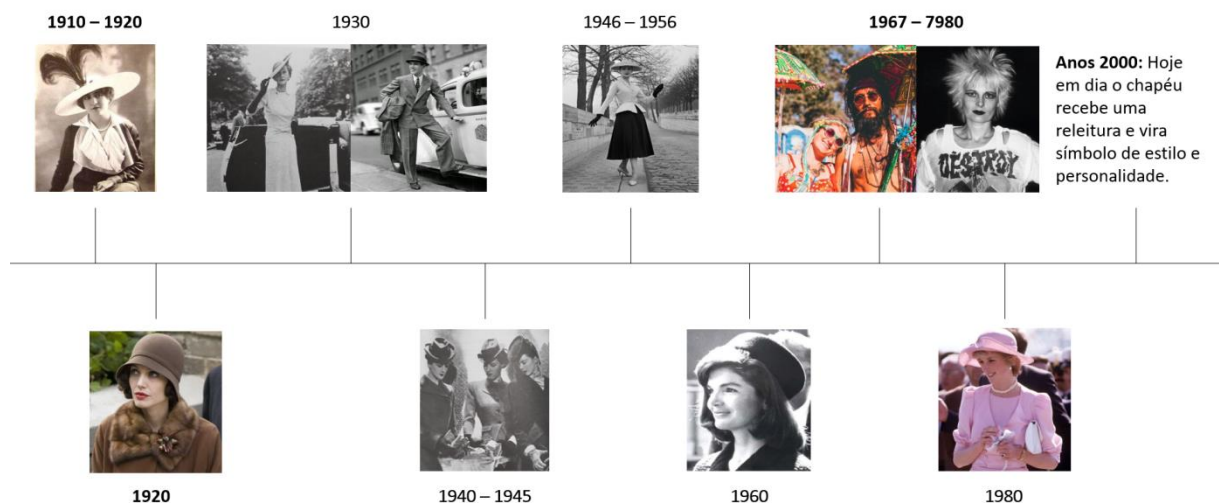 1910 – 1920
1930
1946 – 1956
1967 – 7980
Anos 2000: Hoje
em dia o chapéu
recebe uma
releitura e vira
símbolo de estilo e
personalidade.
DESTROY
1920
1940 – 1945
1960
1980